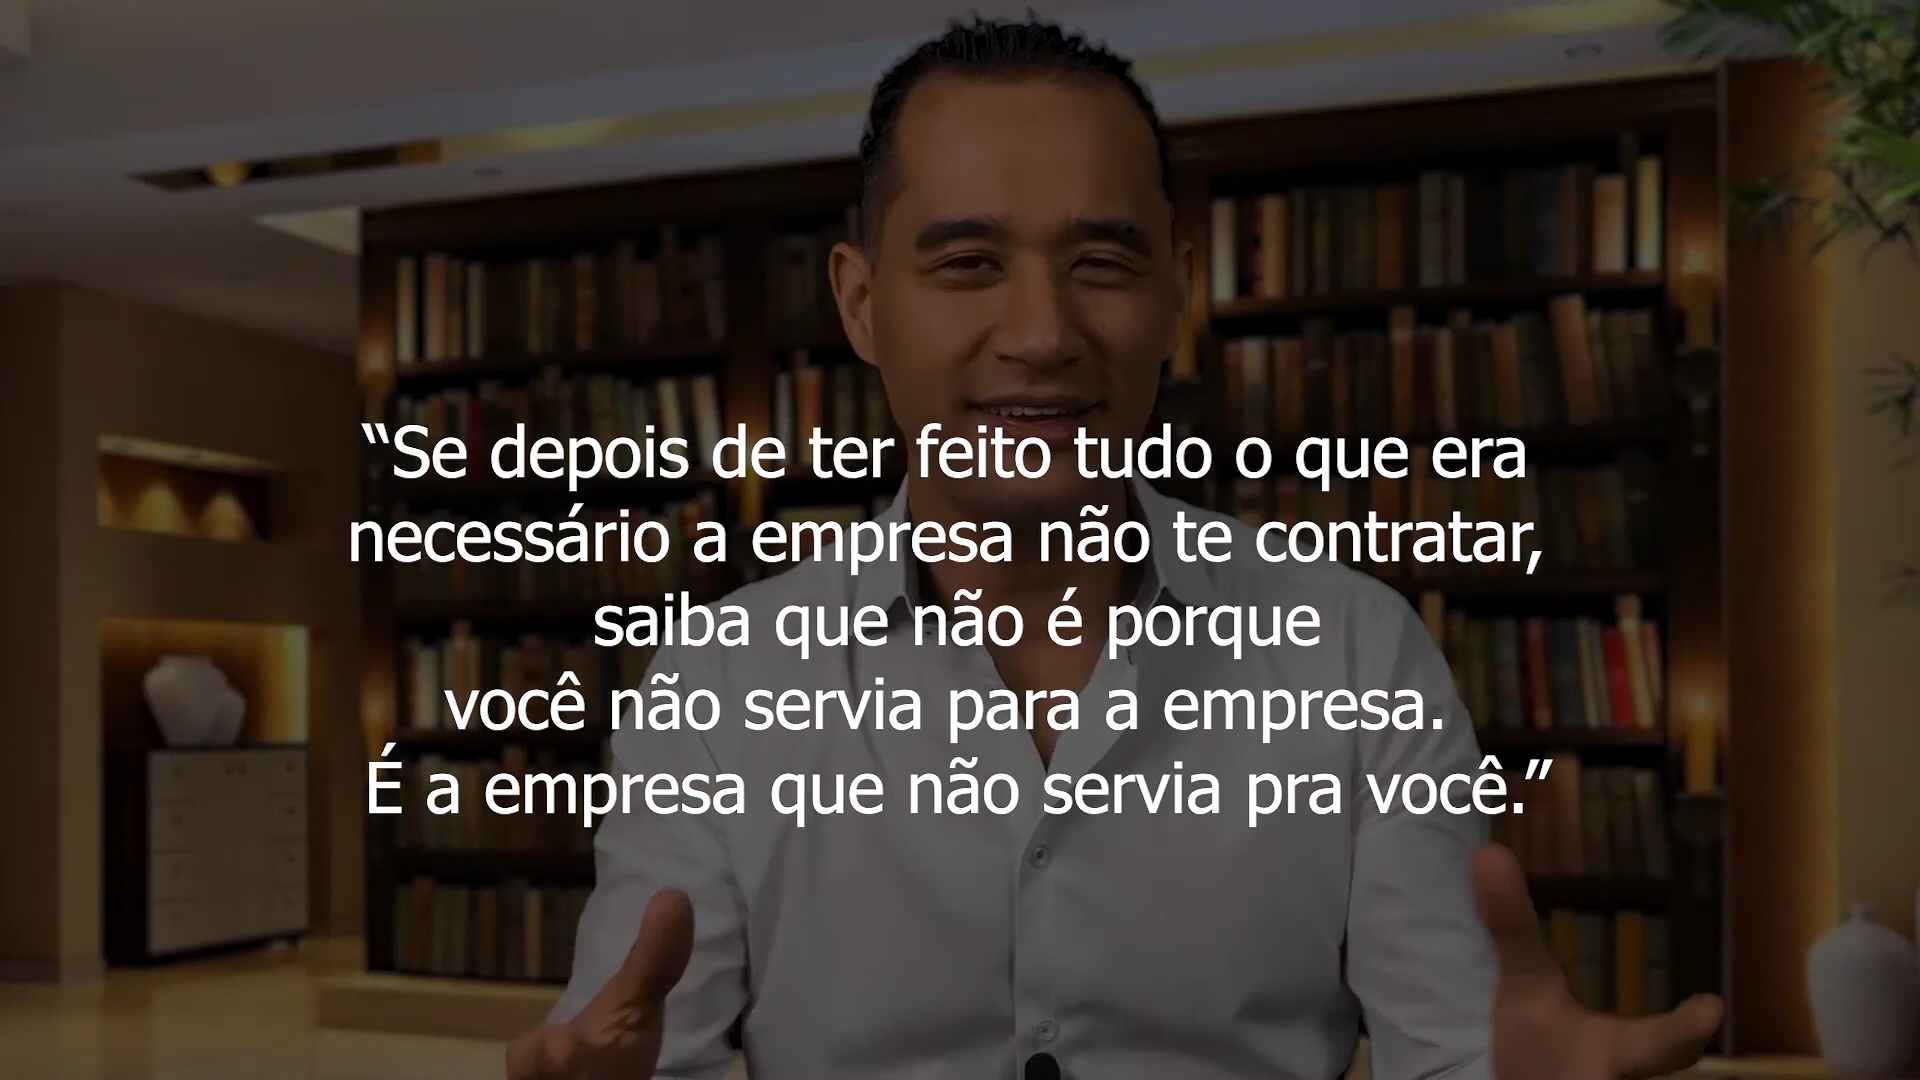 “Se depois de ter feito tudo o que era
necessário a empresa não te contratar,
saiba que não é porque
você não servia para a empresa.
É a empresa que não servia pra você.”